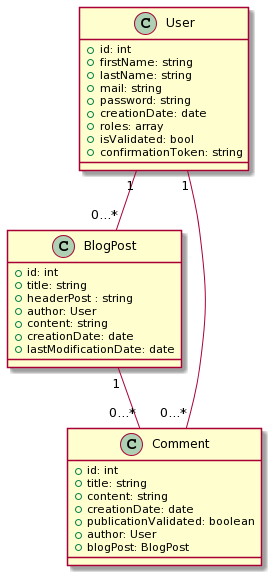 C User
id: int
firstName: string
lastName: string
mail: string
password: string
creationDate: date
roles: array
isValidated: bool
confirmationToken: string
1 1
0...*
C BlogPost
id: int
title: string
headerPost : string
author: User
content: string
creationDate: date
lastModificationDate: date
1
0...* 0...*
C Comment
id: int
title: string
content: string
creationDate: date
publicationValidated: boolean
author: User
blogPost: BlogPost